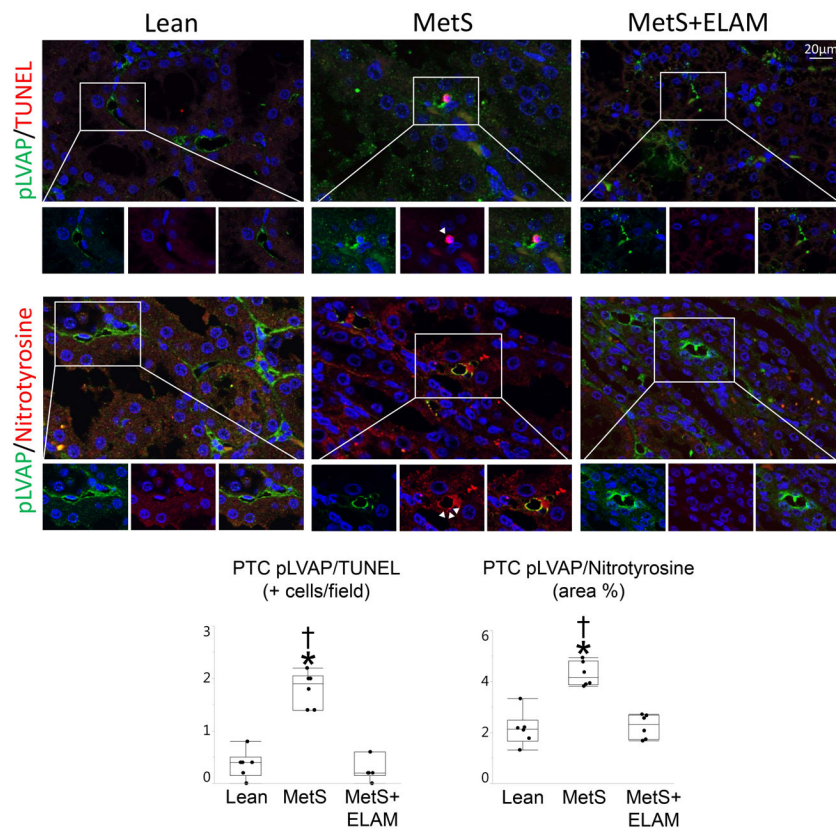 Lean MetS MetS+ELAM
20μm
pLVAP/TUNEL
pLVAP/Nitrotyrosine
PTC pLVAP/TUNEL
(+ cells/field)
3
2
1
0
†
*
Lean MetS MetS+
ELAM
PTC pLVAP/Nitrotyrosine
(area %)
6
4
2
0
†
*
Lean MetS MetS+
ELAM